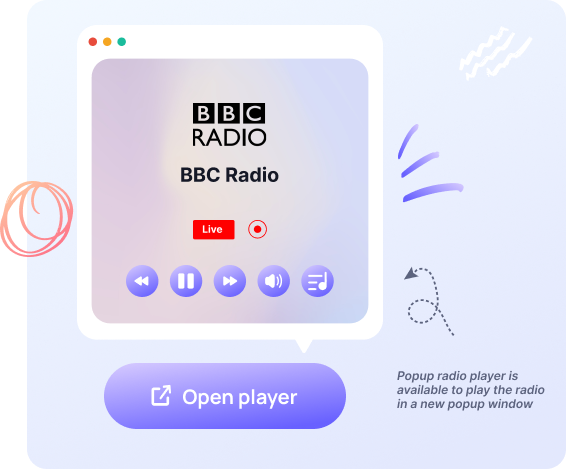 BBC
RADIO
BBC Radio
Live
Open player
Popup radio player is
available to play the radio
in a new popup window